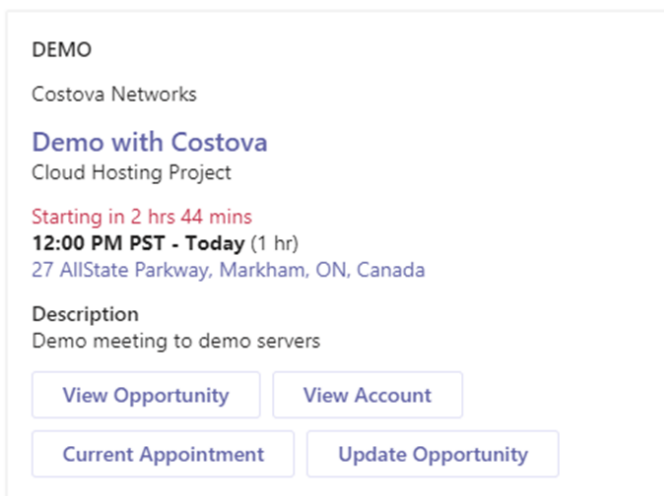 DEMO
Costova Networks
Demo with Costova
Cloud Hosting Project
Starting in 2 hrs 44 mins
12:00 PM PST - Today (1 hr)
27 AllState Parkway, Markham, ON, Canada
Description
Demo meeting to demo servers
View Opportunity
View Account
Current Appointment
Update Opportunity